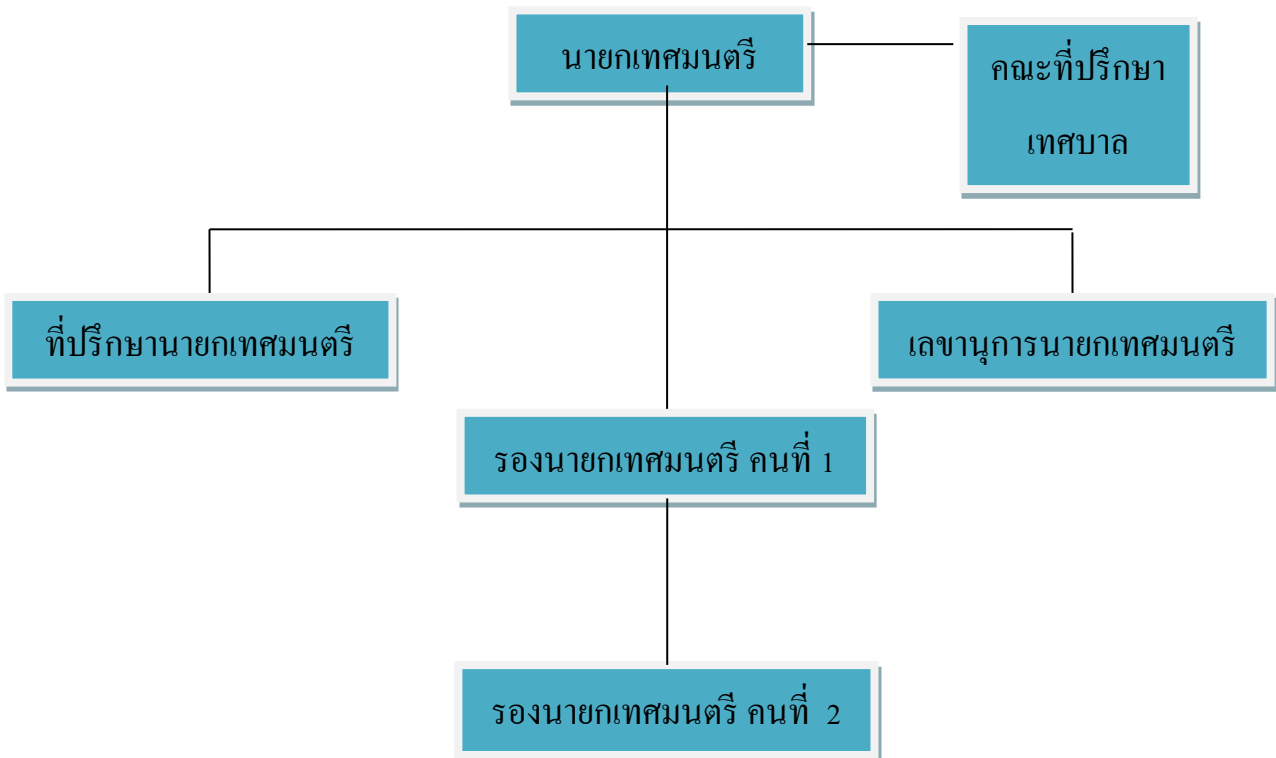 นายกเทศมนตรี
คณะที่ปรึกษา
เทศบาล
ที่ปรึกษานายกเทศมนตรี
เลขานุการนายกเทศมนตรี
รองนายกเทศมนตรี คนที่ 1
รองนายกเทศมนตรี คนที่ 2